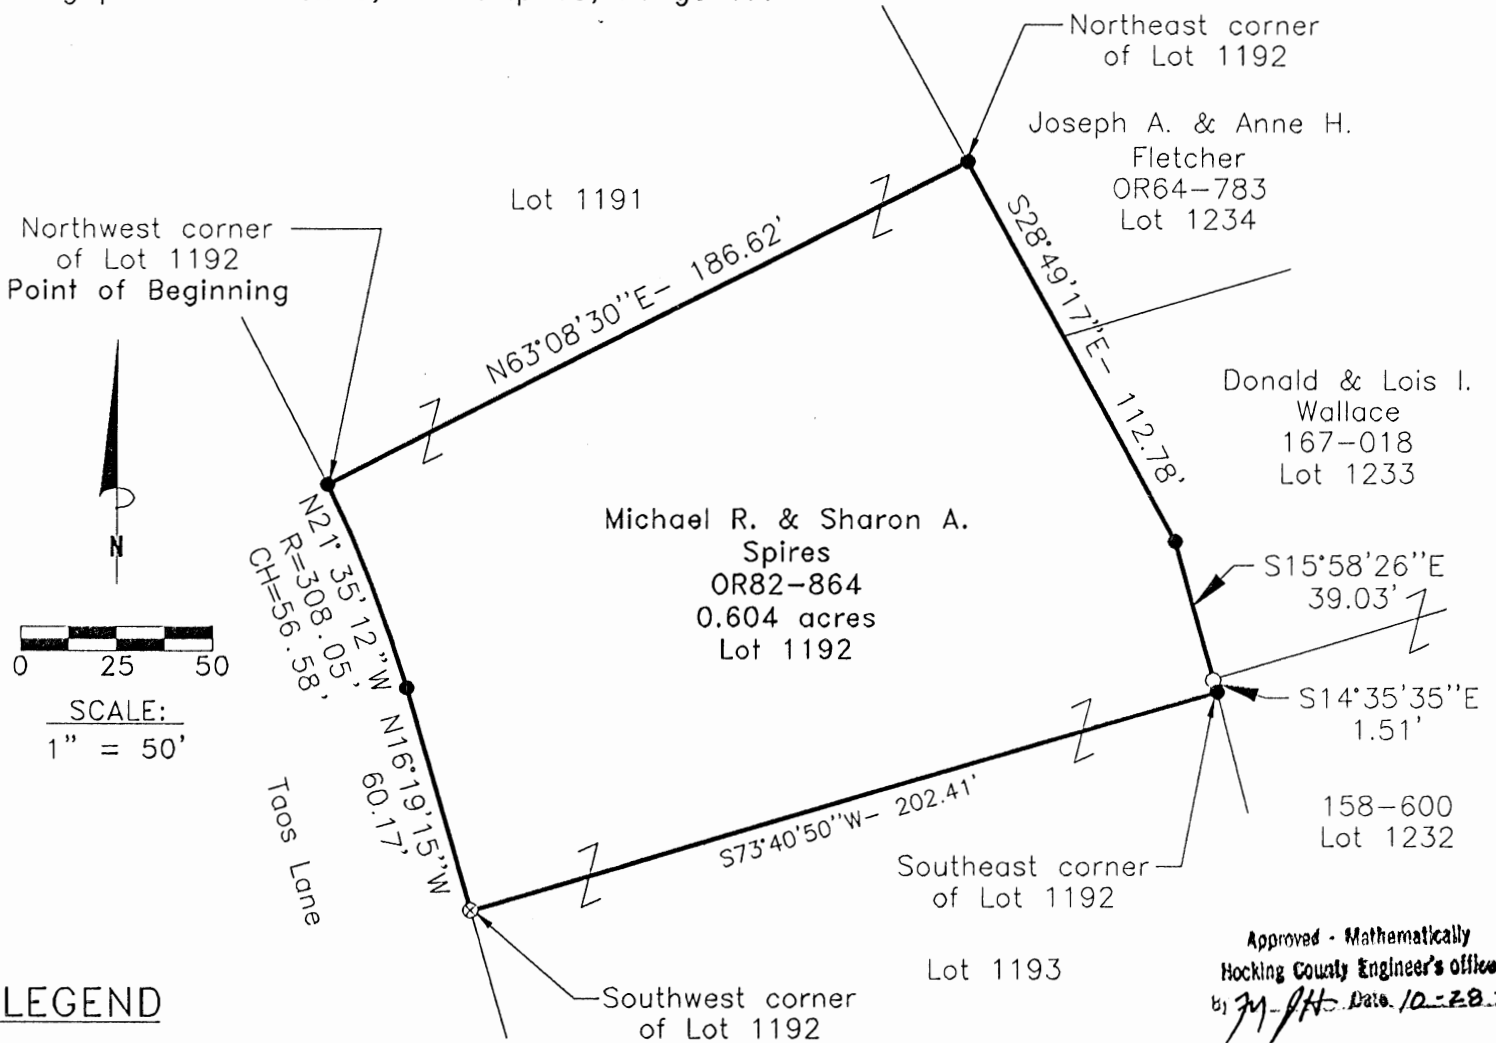 Northeast corner
of Lot 1192
Joseph A. & Anne H.
Fletcher
OR64-783
Lot 1234
Lot 1191
Northwest corner
of Lot 1192
Point of Beginning
N63°08'30"E- 186.62'
S28°49'17"E- 112.78'
Donald & Lois I.
Wallace
167-018
Lot 1233
N
0 25 50
SCALE:
1" = 50'
N21°35'12"W
R=308.05'
CH=56.58'
Michael R. & Sharon A.
Spires
OR82-864
0.604 acres
Lot 1192
S15°58'26"E
39.03'
S14°35'35"E
1.51'
N16°19'15"W
60.17'
Taos Lane
S73°40'50"W- 202.41'
158-600
Lot 1232
Southeast corner
of Lot 1192
Lot 1193
Southwest corner
of Lot 1192
LEGEND
Approved - Mathematically
Hocking County Engineer's office
By Date 10-28